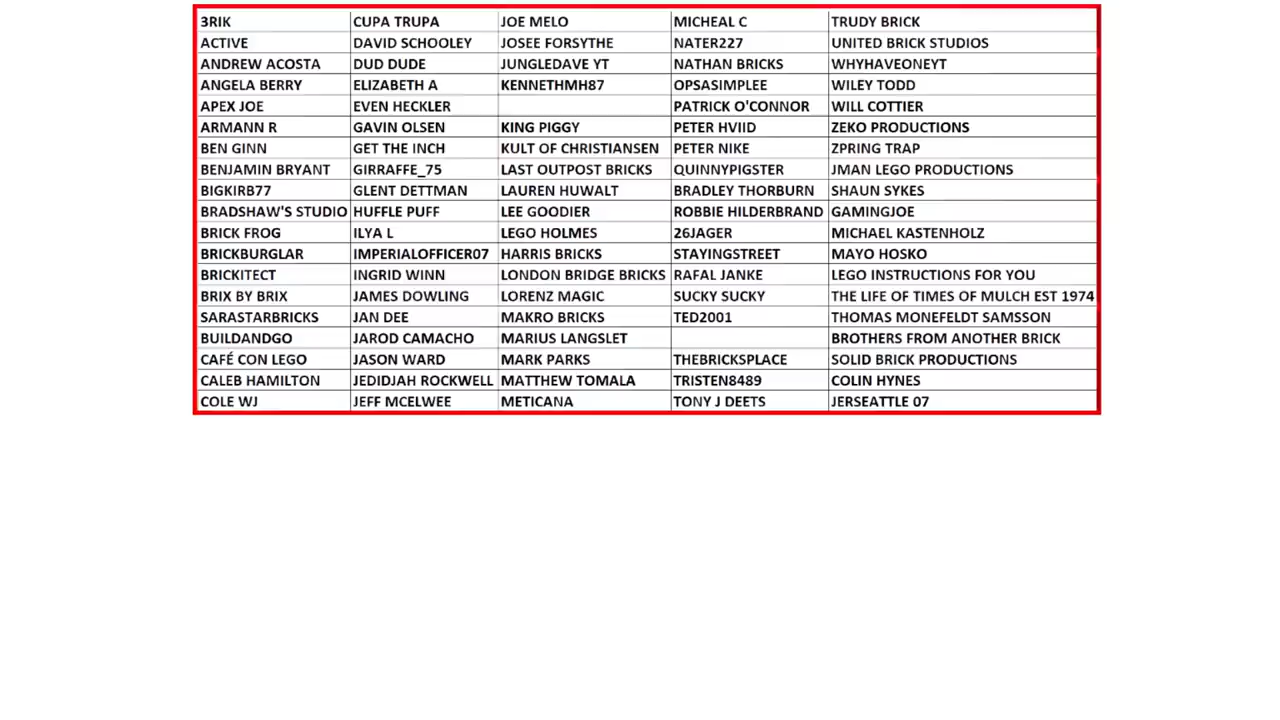 3RIK CUPA TRUPA JOE MELO MICHEAL C TRUDY BRICK
ACTIVE DAVID SCHOOLEY JOSEE FORSYTHE NATER227 UNITED BRICK STUDIOS
ANDREW ACOSTA DUD DUDE JUNGLEDAVE YT NATHAN BRICKS WHYHAVEONEYT
ANGELA BERRY ELIZABETH A KENNETHMH87 OPSASIMPLEE WILEY TODD
APEX JOE EVEN HECKLER PATRICK O'CONNOR WILL COTTIER
ARMANN R GAVIN OLSEN KING PIGGY PETER HVIID ZEKO PRODUCTIONS
BEN GINN GET THE INCH KULT OF CHRISTIANSEN PETER NIKE ZPRING TRAP
BENJAMIN BRYANT GIRRAFFE_75 LAST OUTPOST BRICKS QUINNYPIGSTER JMAN LEGO PRODUCTIONS
BIGKIRB77 GLENT DETTMAN LAUREN HUWALT BRADLEY THORBURN SHAUN SYKES
BRADSHAW'S STUDIO HUFFLE PUFF LEE GOODIER ROBBIE HILDERBRAND GAMINGJOE
BRICK FROG ILYA L LEGO HOLMES 26JAGER MICHAEL KASTENHOLZ
BRICKBURGLAR IMPERIALOFFICER07 HARRIS BRICKS STAYINGSTREET MAYO HOSKO
BRICKITECT INGRID WINN LONDON BRIDGE BRICKS RAFAL JANKE LEGO INSTRUCTIONS FOR YOU
BRIX BY BRIX JAMES DOWLING LORENZ MAGIC SUCKY SUCKY THE LIFE OF TIMES OF MULCH EST 1974
SARASTARBRICKS JAN DEE MAKRO BRICKS TED2001 THOMAS MONEFELDT SAMSSON
BUILDANDGO JAROD CAMACHO MARIUS LANGSLET BROTHERS FROM ANOTHER BRICK
CAFÉ CON LEGO JASON WARD MARK PARKS THEBRICKSPLACE SOLID BRICK PRODUCTIONS
CALEB HAMILTON JEDIDJAH ROCKWELL MATTHEW TOMALA TRISTEN8489 COLIN HYNES
COLE WJ JEFF MCELWEE METICANA TONY J DEETS JERSEATTLE 07